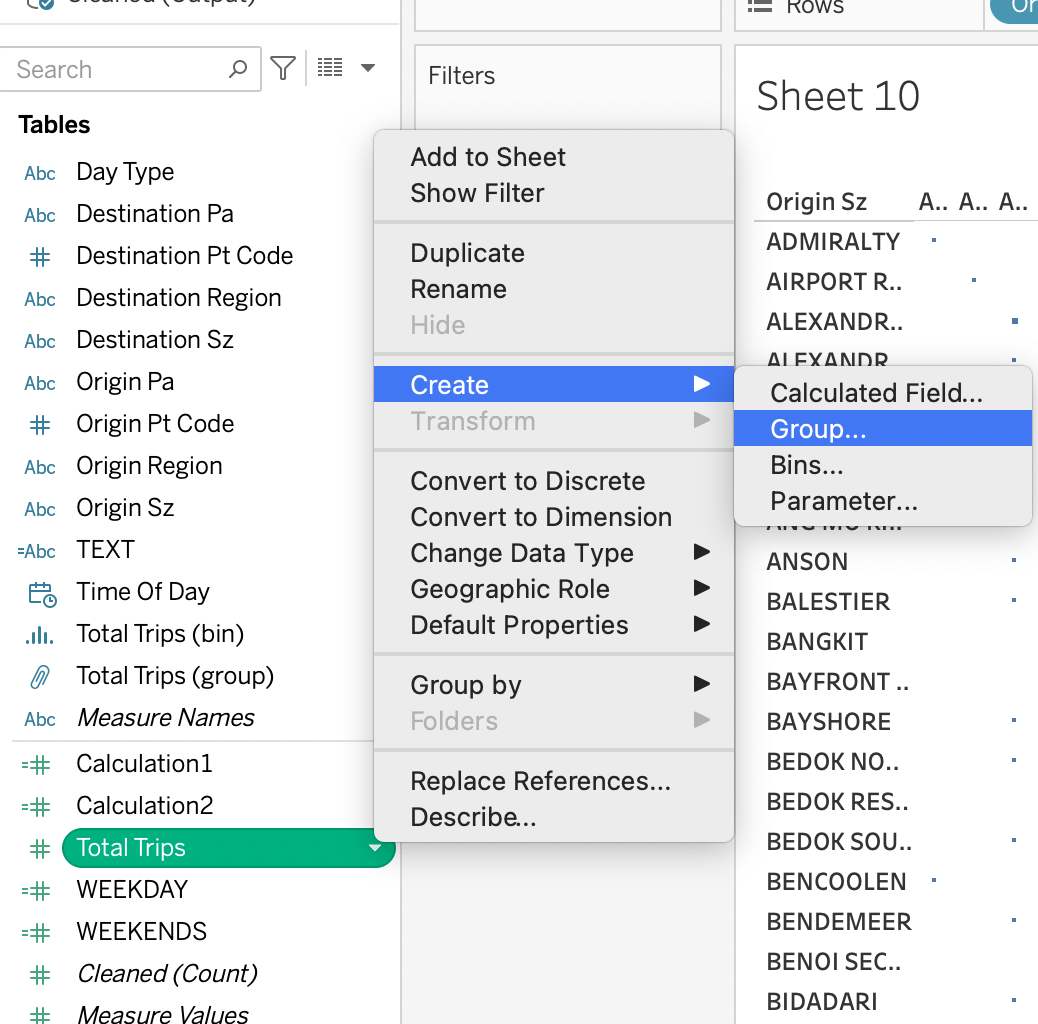 Cleaned (Output)
Search
Tables
Abc Day Type
Abc Destination Pa
# Destination Pt Code
Abc Destination Region
Abc Destination Sz
Abc Origin Pa
# Origin Pt Code
Abc Origin Region
Abc Origin Sz
=Abc TEXT
Time Of Day
Total Trips (bin)
Total Trips (group)
Abc Measure Names
=# Calculation1
=# Calculation2
# Total Trips
=# WEEKDAY
=# WEEKENDS
# Cleaned (Count)
# Measure Values
Filters
Add to Sheet
Show Filter
Duplicate
Rename
Hide
Create
Transform
Convert to Discrete
Convert to Dimension
Change Data Type
Geographic Role
Default Properties
Group by
Folders
Replace References...
Describe...
Calculated Field...
Group...
Bins...
Parameter...
Rows
Or
Sheet 10
Origin Sz A.. A.. A..
ADMIRALTY
AIRPORT R..
ALEXANDR..
ALEXANDR
ANG MO KI..
ANSON
BALESTIER
BANGKIT
BAYFRONT ..
BAYSHORE
BEDOK NO..
BEDOK RES..
BEDOK SOU..
BENCOOLEN
BENDEMEER
BENOI SEC..
BIDADARI